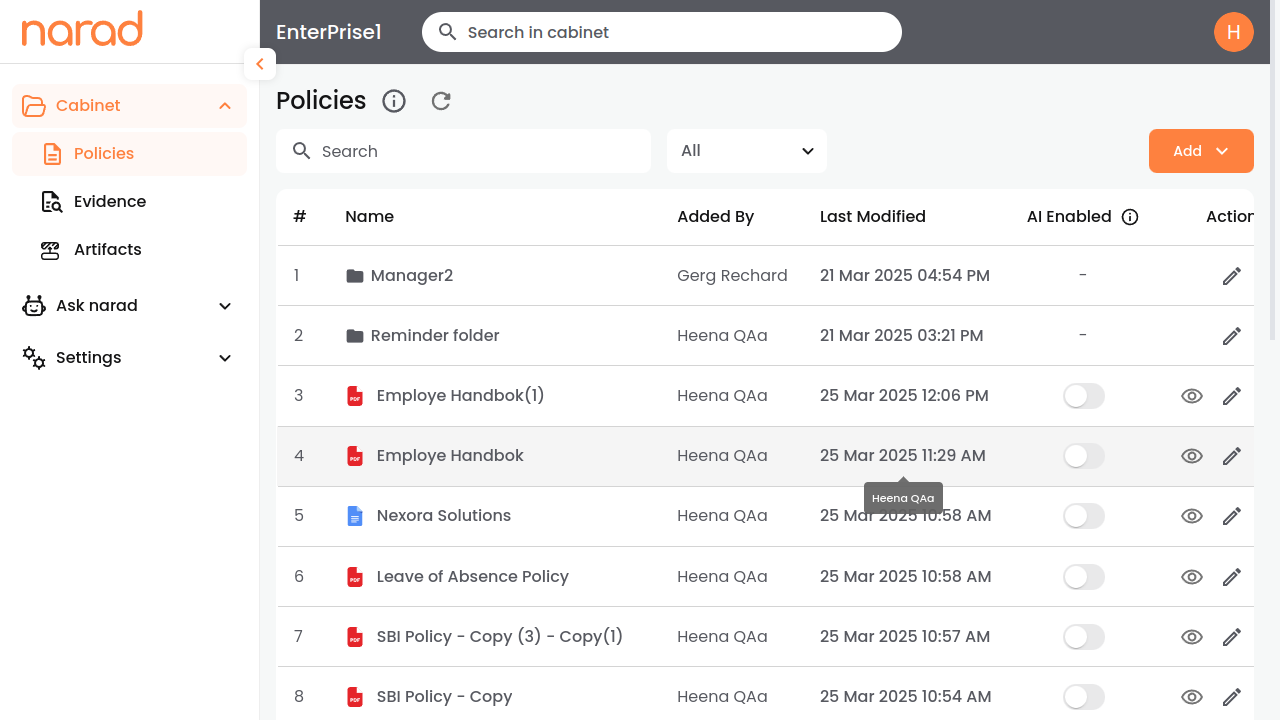 narad
EnterPrise1
Search in cabinet
H
Cabinet
Policies
Evidence
Artifacts
Ask narad
Settings
Policies
Search
All
Add
# Name Added By Last Modified AI Enabled Action
1 Manager2 Gerg Rechard 21 Mar 2025 04:54 PM -
2 Reminder folder Heena QAa 21 Mar 2025 03:21 PM -
3 Employe Handbok(1) Heena QAa 25 Mar 2025 12:06 PM
4 Employe Handbok Heena QAa 25 Mar 2025 11:29 AM
Heena QAa
5 Nexora Solutions Heena QAa 25 Mar 2025 10:58 AM
6 Leave of Absence Policy Heena QAa 25 Mar 2025 10:58 AM
7 SBI Policy - Copy (3) - Copy(1) Heena QAa 25 Mar 2025 10:57 AM
8 SBI Policy - Copy Heena QAa 25 Mar 2025 10:54 AM